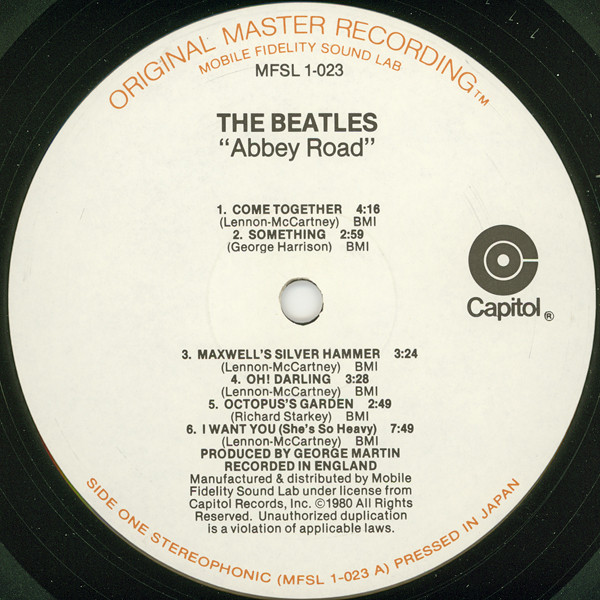 ORIGINAL MASTER RECORDING™
MOBILE FIDELITY SOUND LAB
MFSL 1-023
THE BEATLES
“Abbey Road”
1. COME TOGETHER 4:16
(Lennon-McCartney) BMI
2. SOMETHING 2:59
(George Harrison) BMI
Capitol®
3. MAXWELL'S SILVER HAMMER 3:24
(Lennon-McCartney) BMI
4. OH! DARLING 3:28
(Lennon-McCartney) BMI
5. OCTOPUS'S GARDEN 2:49
(Richard Starkey) BMI
6. I WANT YOU (She's So Heavy) 7:49
(Lennon-McCartney) BMI
PRODUCED BY GEORGE MARTIN
RECORDED IN ENGLAND
Manufactured & distributed by Mobile
Fidelity Sound Lab under license from
Capitol Records, Inc. ©1980 All Rights
Reserved. Unauthorized duplication
is a violation of applicable laws.
SIDE ONE STEREOPHONIC (MFSL 1-023 A) PRESSED IN JAPAN